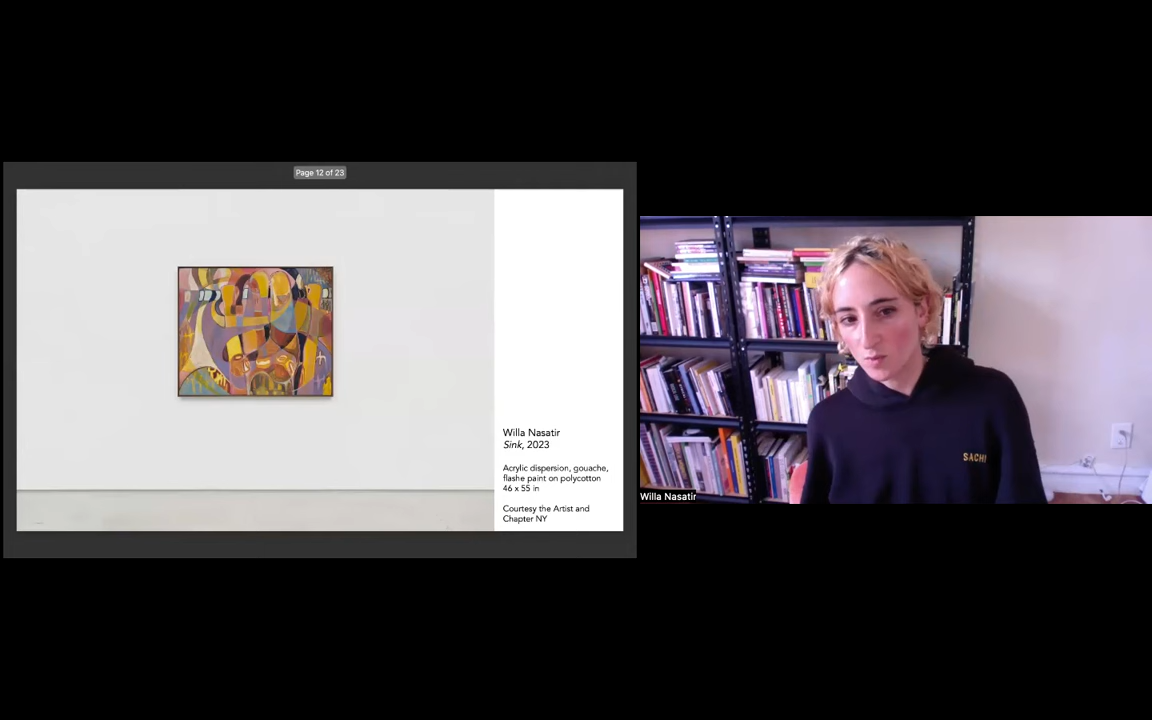 Page 12 of 23
Willa Nasatir
Sink, 2023
Acrylic dispersion, gouache,
flashe paint on polycotton
46 x 55 in
Courtesy the Artist and
Chapter NY
SACHI
Willa Nasatir